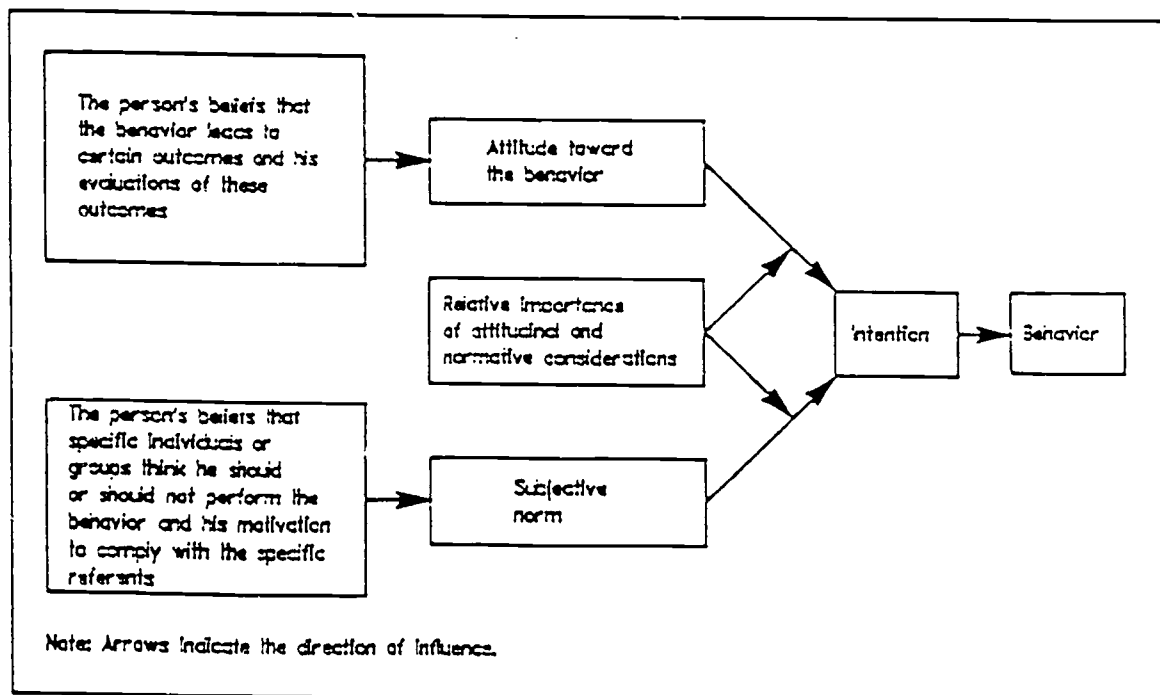 The person's beliefs that
the behavior leads to
certain outcomes and his
evaluations of these
outcomes
Attitude toward
the behavior
Relative importance
of attitudinal and
normative considerations
Intention
Behavior
The person's beliefs that
specific individuals or
groups think he should
or should not perform the
behavior and his motivation
to comply with the specific
referents
Subjective
norm
Note: Arrows indicate the direction of influence.